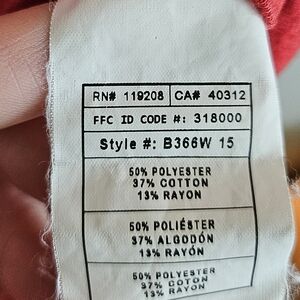 RN# 119208 CA# 40312
FFC ID CODE #: 318000
Style #: B366W 15
50% POLYESTER
37% COTTON
13% RAYON
50% POLIÉSTER
37% ALGODÓN
13% RAYÓN
50% POLYESTER
37% COTON
13% RAYON